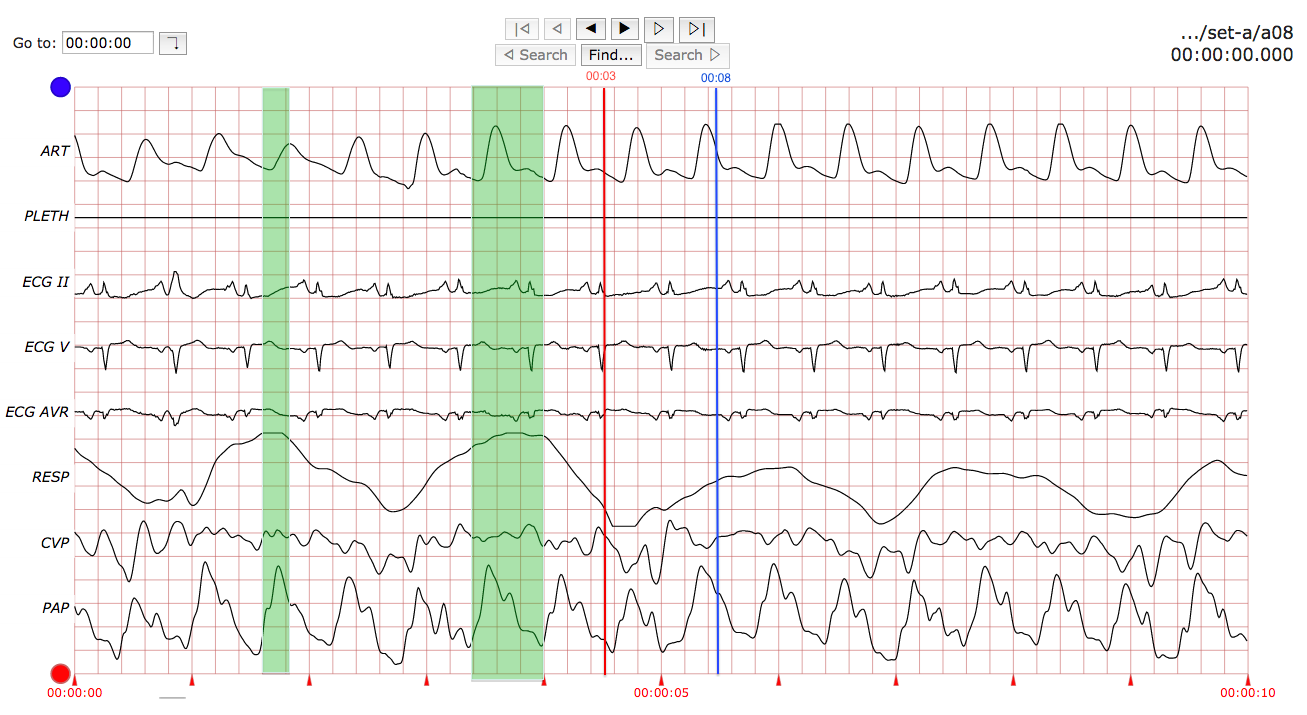 Go to: 00:00:00
|◁ ◁ ◀ ▶ ▷ ▷|
◁ Search Find... Search ▷
.../set-a/a08
00:00:00.000
00:03 00:08
ART
PLETH
ECG II
ECG V
ECG AVR
RESP
CVP
PAP
00:00:00 00:00:05 00:00:10